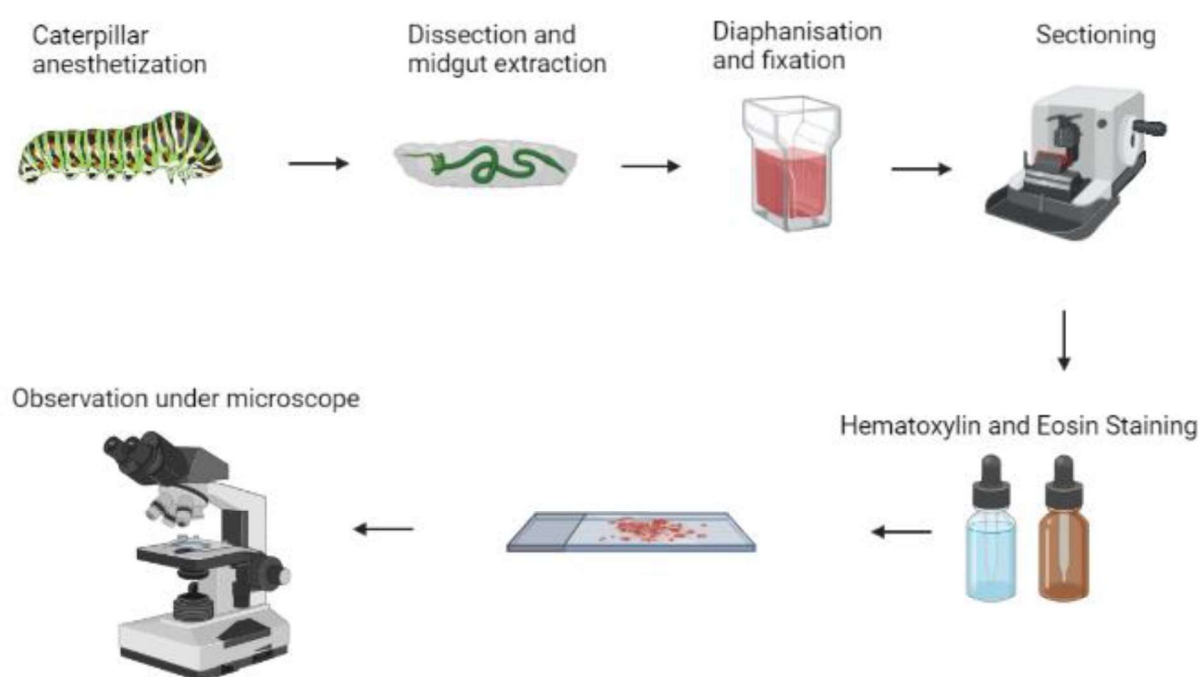 Caterpillar
anesthetization
Dissection and
midgut extraction
Diaphanisation
and fixation
Sectioning
Hematoxylin and Eosin Staining
Observation under microscope